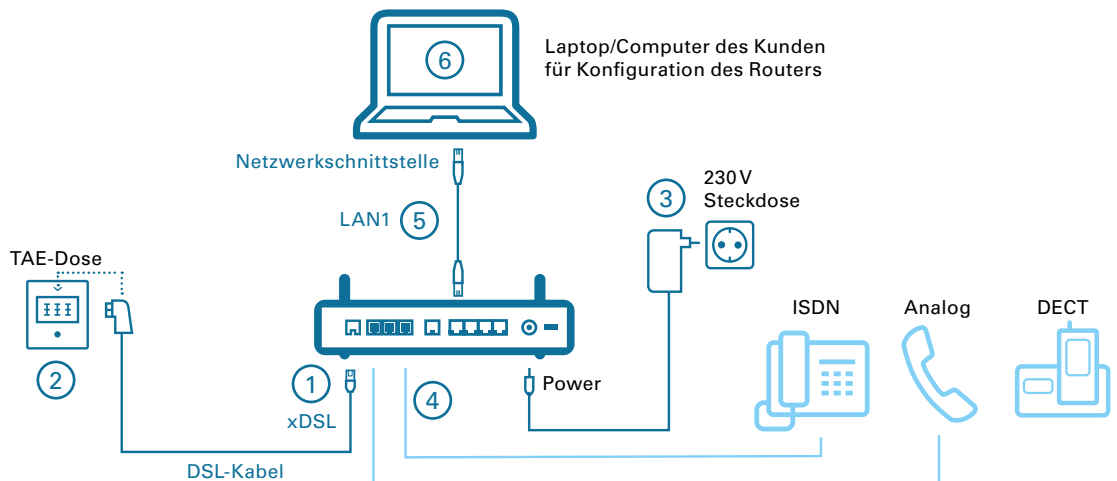 6
Laptop/Computer des Kunden
für Konfiguration des Routers
Netzwerkschnittstelle
LAN1
5
3
230 V
Steckdose
TAE-Dose
2
1
xDSL
DSL-Kabel
4
Power
ISDN
Analog
DECT